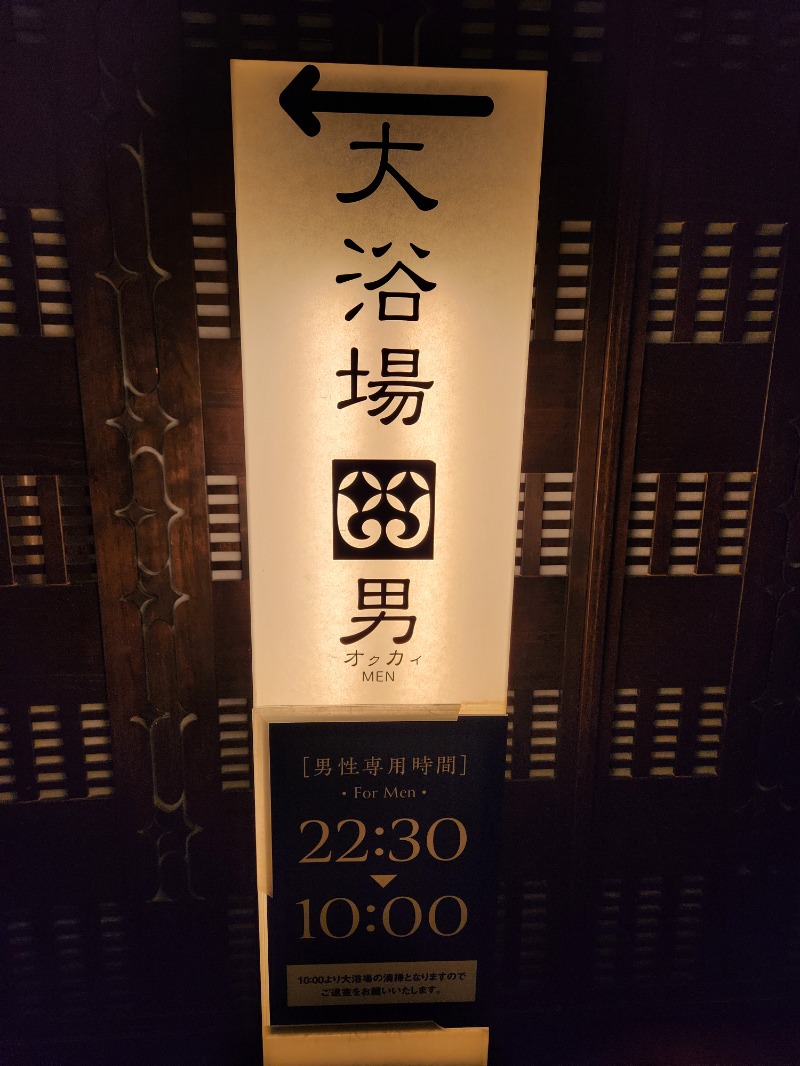 大浴場
男
オクカイ
MEN
[男性専用時間]
• For Men •
22:30
10:00
10:00より大浴場の清掃となりますので
ご退室をお願いいたします。